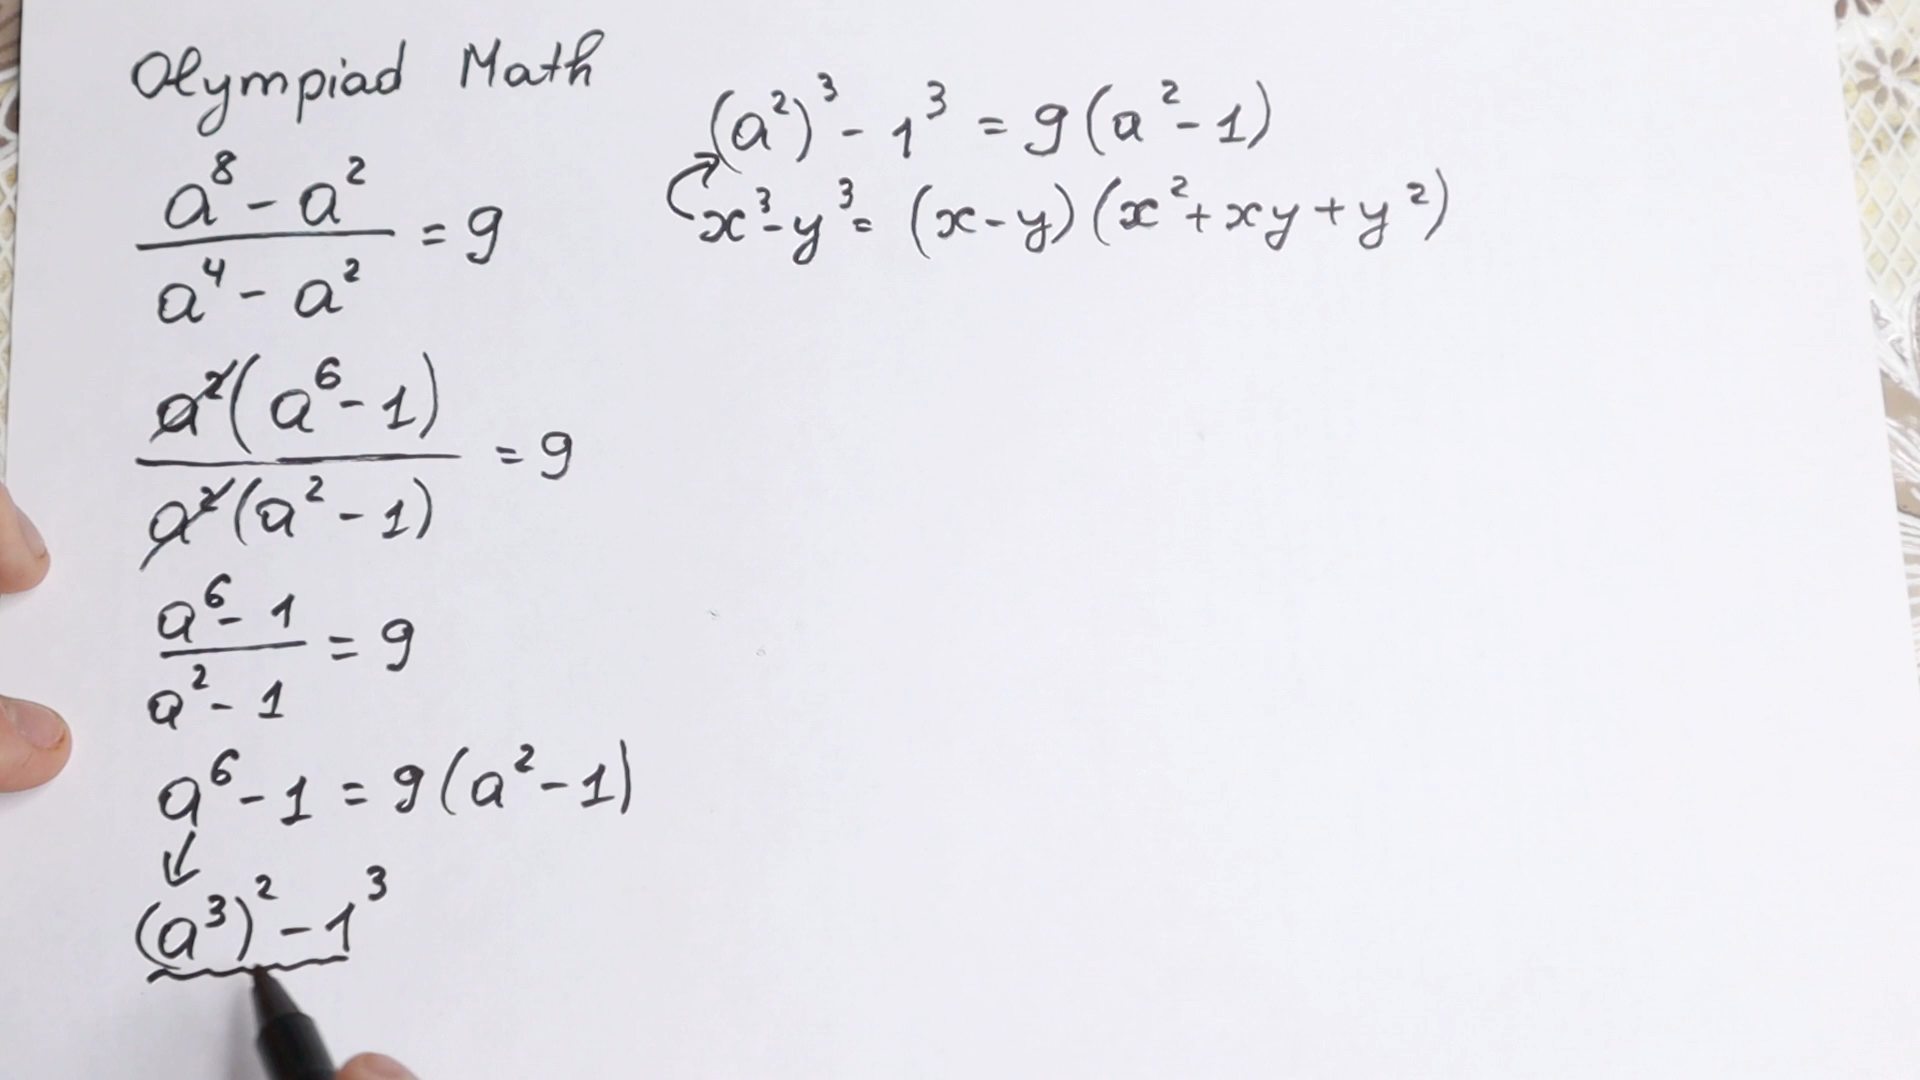 Olympiad Math
a⁸ - a² / a⁴ - a² = 9
a²(a⁶ - 1) / a²(a² - 1) = 9
a⁶ - 1 / a² - 1 = 9
a⁶ - 1 = 9(a² - 1)
(a³)² - 1³
(a²)³ - 1³ = 9(a² - 1)
x³ - y³ = (x - y)(x² + xy + y²)